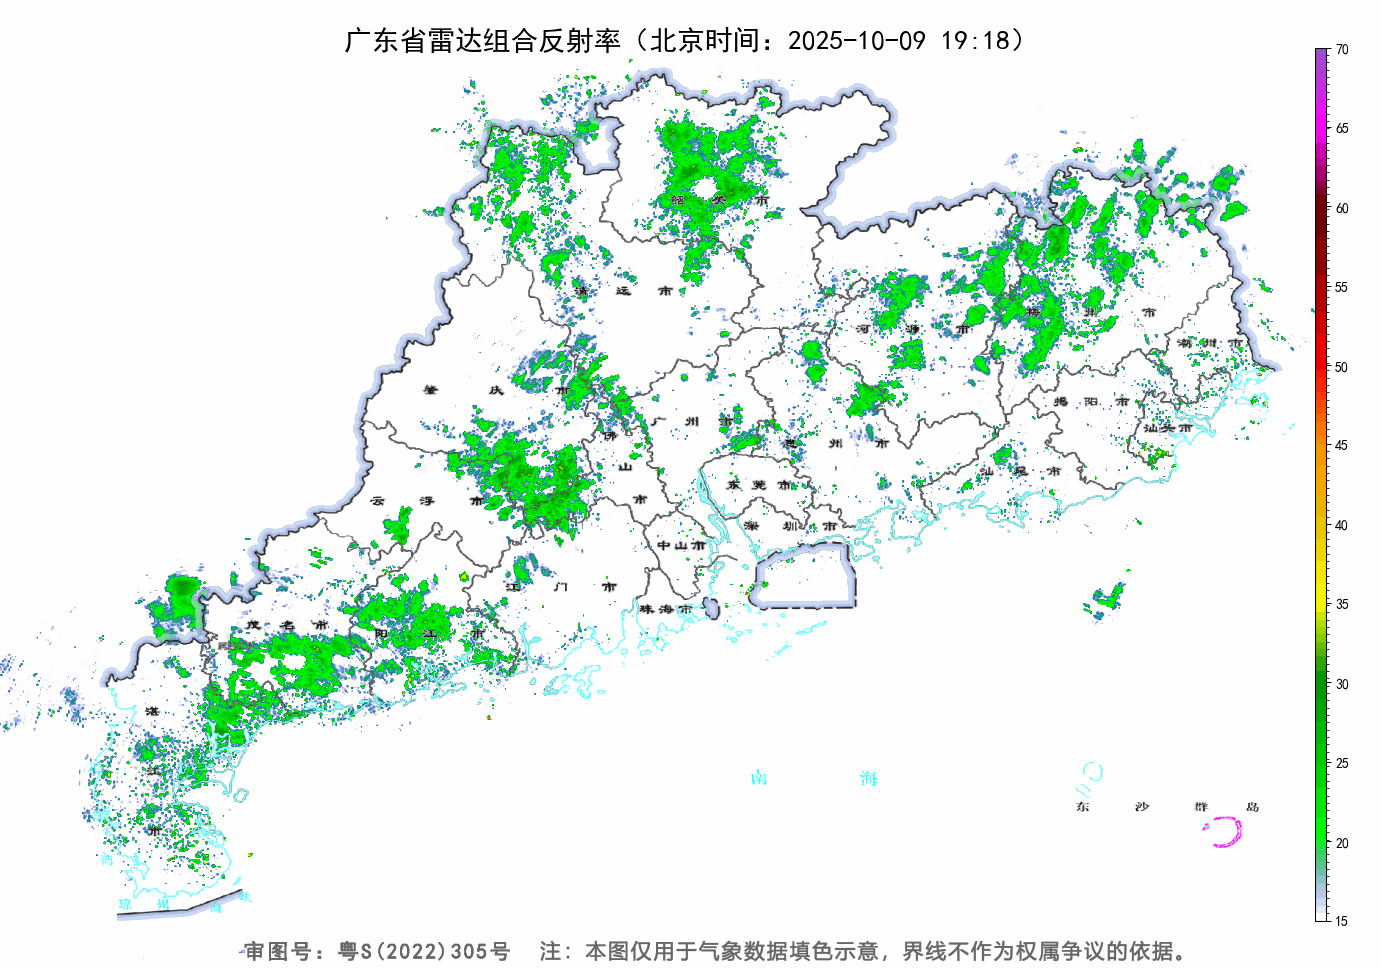 广东省雷达组合反射率（北京时间：2025-10-09 19:18）
70
65
60
55
50
45
40
35
30
25
20
15
韶 关 市
清 远 市
河 源 市
梅 州 市
潮 州 市
肇 庆 市
广 州 市
惠 州 市
揭 阳 市
汕头市
佛 山 市
云 浮 市
东 莞 市
汕 尾 市
深 圳 市
中山市
江 门 市
珠海市
茂 名 市
阳 江 市
湛 江 市
南 海
东 沙 群 岛
湾
琼 州 海 峡
审图号：粤S(2022)305号 注：本图仅用于气象数据填色示意，界线不作为权属争议的依据。